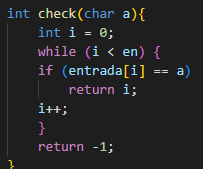 int check(char a){
    int i = 0;
    while (i < en) {
    if (entrada[i] == a)
        return i;
    i++;
    }
    return -1;
}